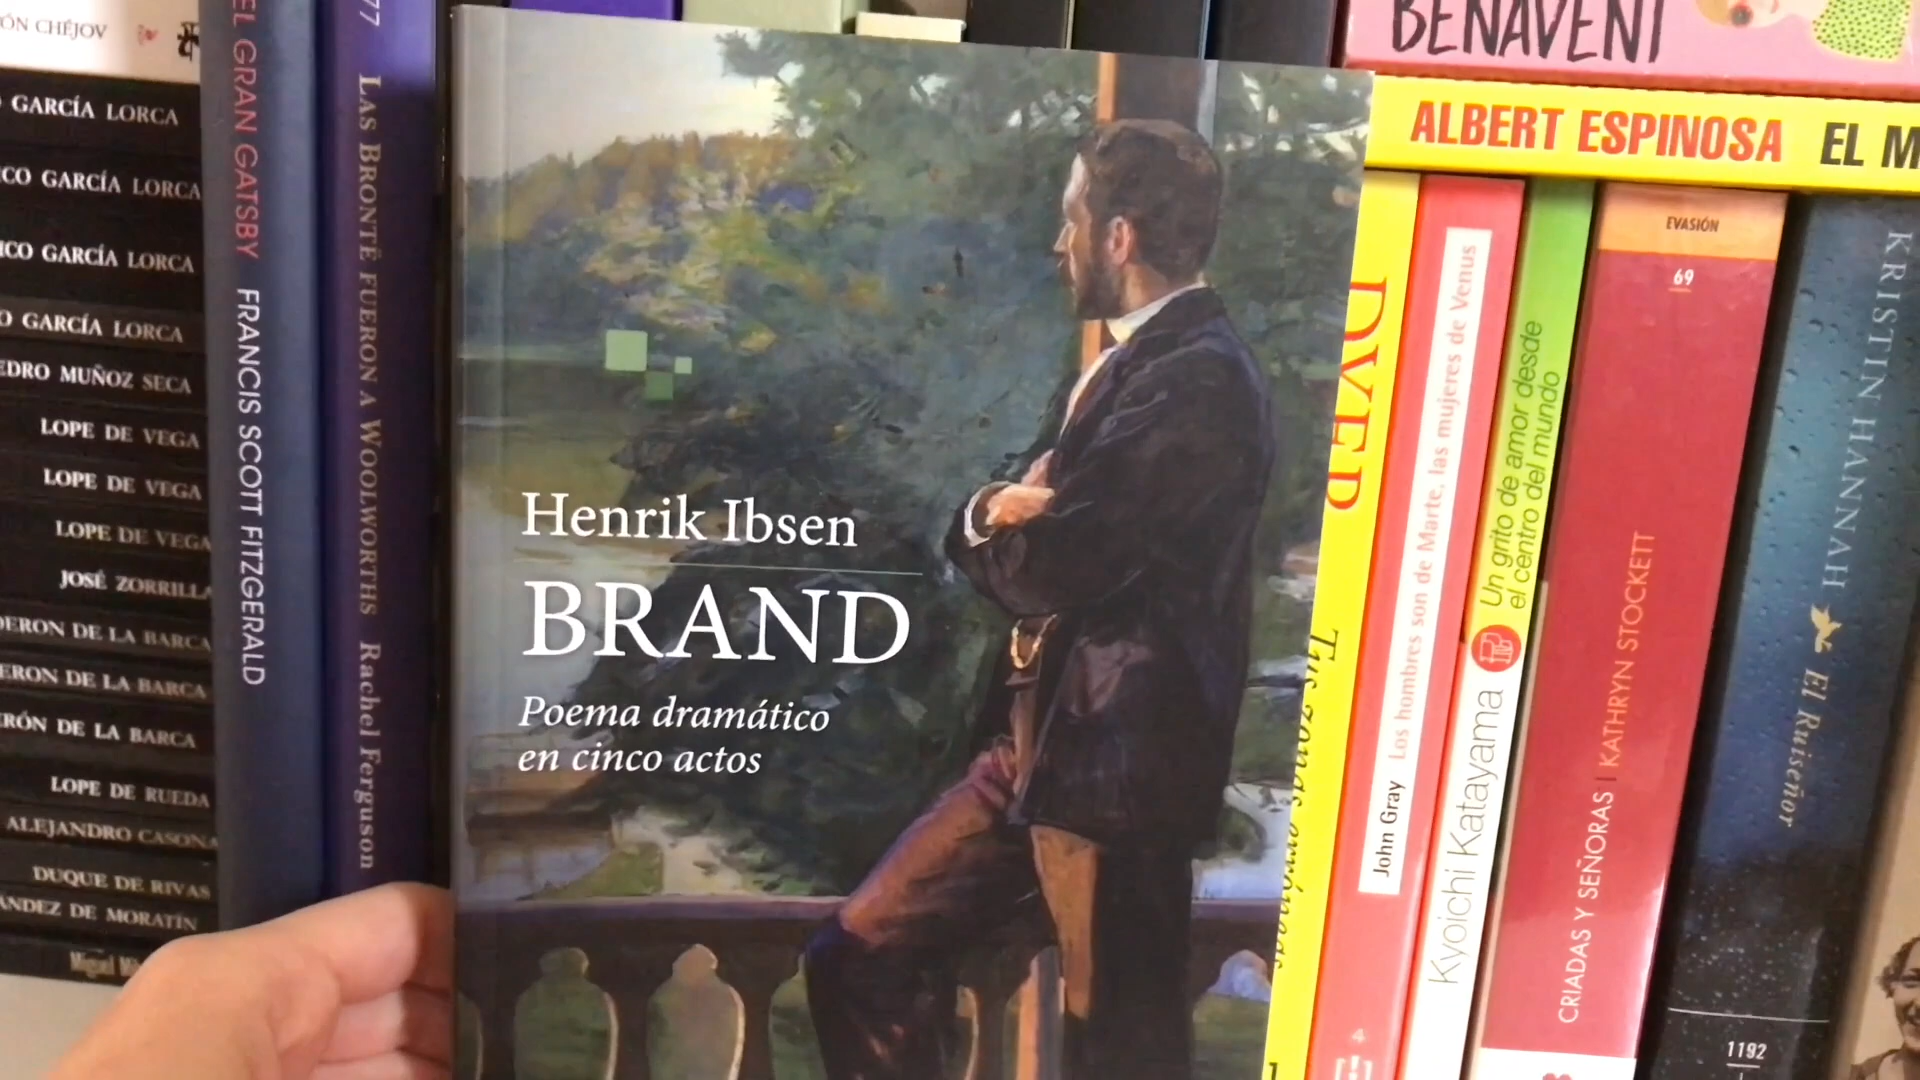 ÓN CHÉJOV
GARCÍA LORCA
CO GARCÍA LORCA
ICO GARCÍA LORCA
O GARCÍA LORCA
EDRO MUÑOZ SECA
LOPE DE VEGA
LOPE DE VEGA
LOPE DE VEGA
JOSÉ ZORRILLA
DERON DE LA BARCA
ERON DE LA BARCA
ERÓN DE LA BARCA
LOPE DE RUEDA
ALEJANDRO CASONA
DUQUE DE RIVAS
ÁNDEZ DE MORATÍN
Miguel
EL GRAN GATSBY FRANCIS SCOTT FITZGERALD
77 LAS BRONTË FUERON A WOOLWORTHS Rachel Ferguson
Henrik Ibsen
BRAND
Poema dramático
en cinco actos
BENAVENT
ALBERT ESPINOSA EL M
DYER Tus zonas erróneas
John Gray Los hombres son de Marte, las mujeres de Venus
4
Kyoichi Katayama Un grito de amor desde
el centro del mundo
EVASIÓN
69
CRIADAS Y SEÑORAS | KATHRYN STOCKETT
KRISTIN HANNAH El Ruiseñor
1192